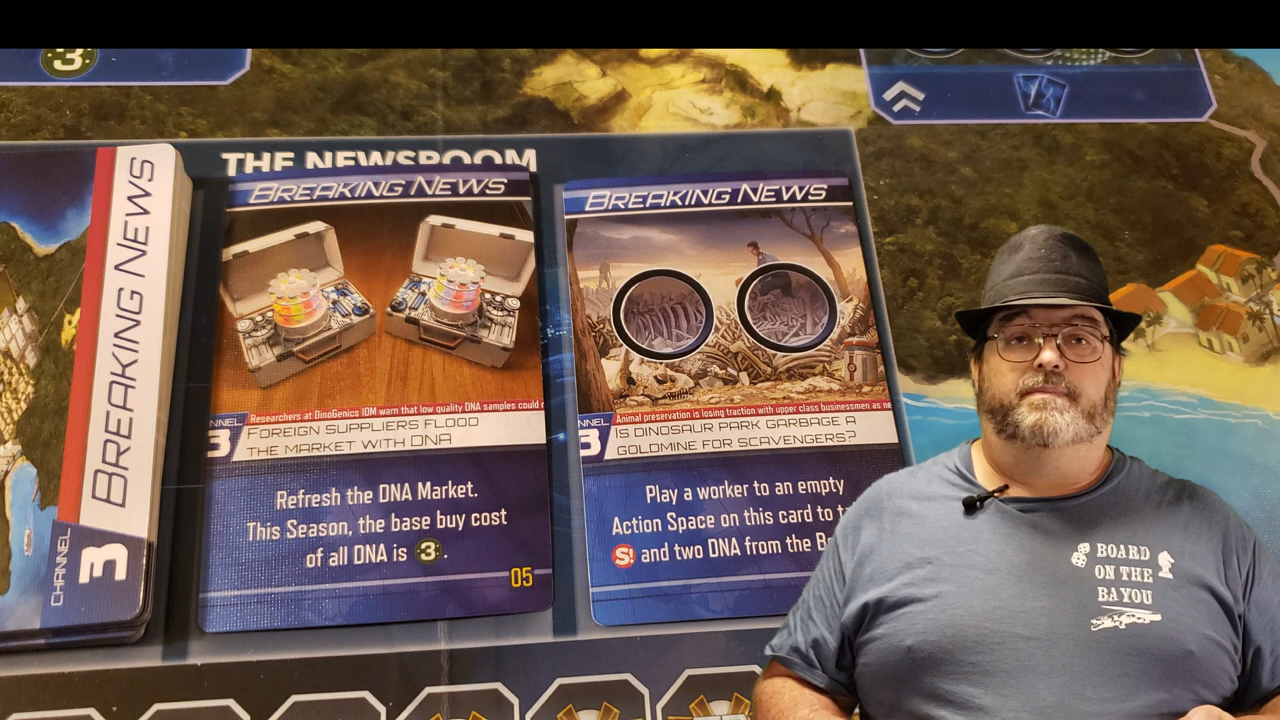 3
THE NEWSROOM
BREAKING NEWS
CHANNEL
3
BREAKING NEWS
Researchers at DinoGenics IOM warn that low quality DNA samples could
3
FOREIGN SUPPLIERS FLOOD
THE MARKET WITH DNA
Refresh the DNA Market.
This Season, the base buy cost
of all DNA is 3.
05
BREAKING NEWS
Animal preservation is losing traction with upper class businessmen as
3
IS DINOSAUR PARK GARBAGE A
GOLDMINE FOR SCAVENGERS?
Play a worker to an empty
Action Space on this card to
S! and two DNA from the
BOARD
ON THE
BAYOU